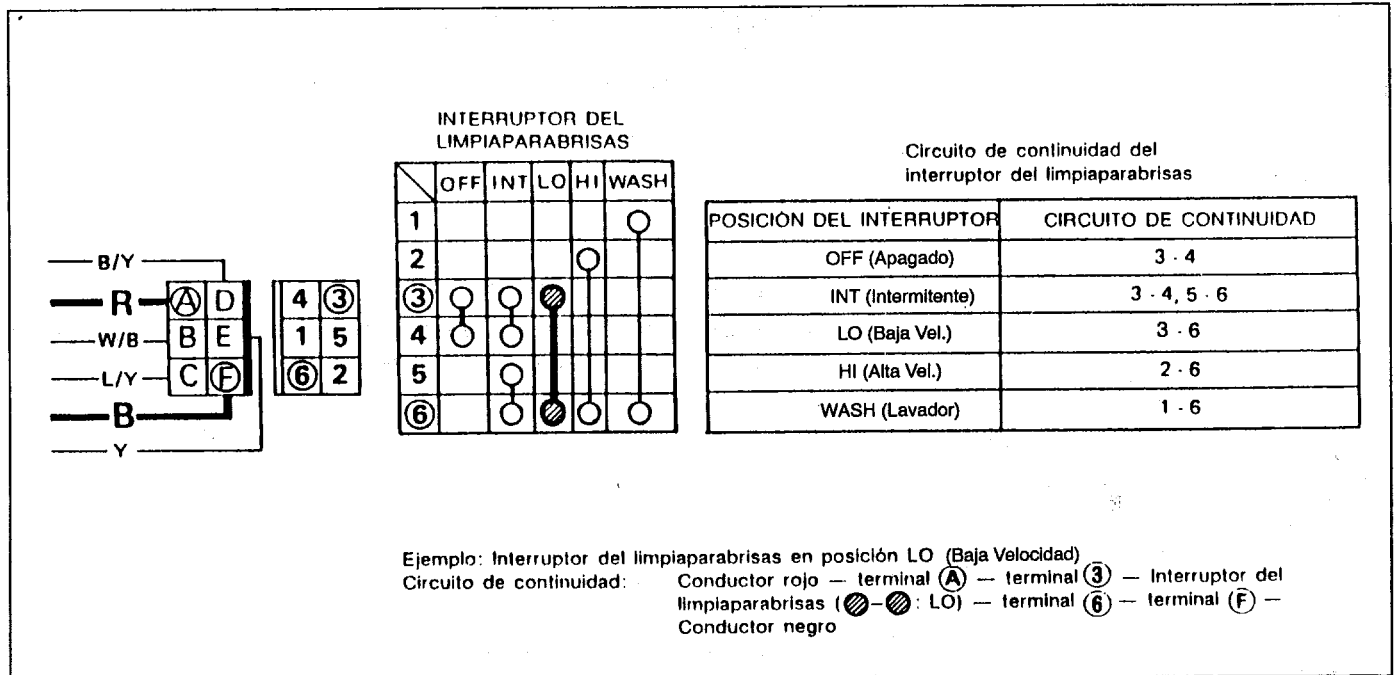 INTERRUPTOR DEL
LIMPIAPARABRISAS
OFF INT LO HI WASH
1
2
3
4
5
6
B/Y
R
W/B
L/Y
B
Y
A D
B E
C F
4 3
1 5
6 2
Circuito de continuidad del
interruptor del limpiaparabrisas
POSICIÓN DEL INTERRUPTOR CIRCUITO DE CONTINUIDAD
OFF (Apagado) 3 - 4
INT (Intermitente) 3 - 4, 5 - 6
LO (Baja Vel.) 3 - 6
HI (Alta Vel.) 2 - 6
WASH (Lavador) 1 - 6
Ejemplo: Interruptor del limpiaparabrisas en posición LO (Baja Velocidad)
Circuito de continuidad: Conductor rojo — terminal (A) — terminal (3) — Interruptor del
limpiaparabrisas ( – : LO) — terminal (6) — terminal (F) —
Conductor negro